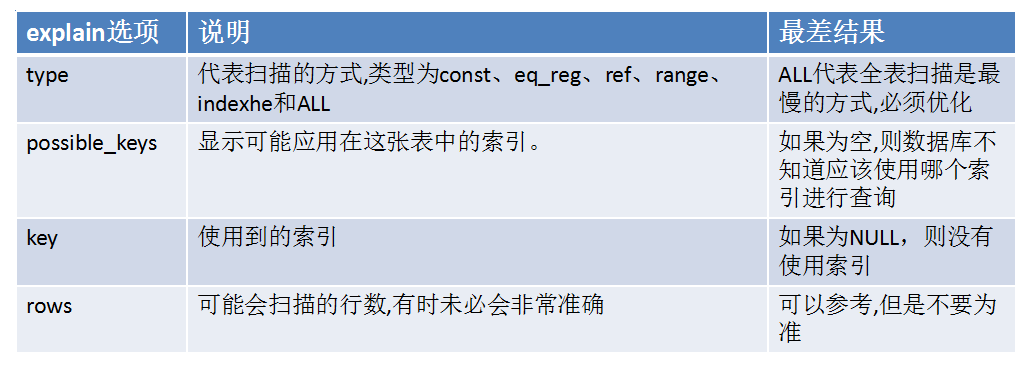 explain选项 说明 最差结果
type 代表扫描的方式,类型为const、eq_reg、ref、range、 ALL代表全表扫描是最
indexhe和ALL 慢的方式,必须优化
possible_keys 显示可能应用在这张表中的索引。 如果为空,则数据库不
知道应该使用哪个索
引进行查询
key 使用到的索引 如果为NULL，则没有
使用索引
rows 可能会扫描的行数,有时未必会非常准确 可以参考,但是不要为
准